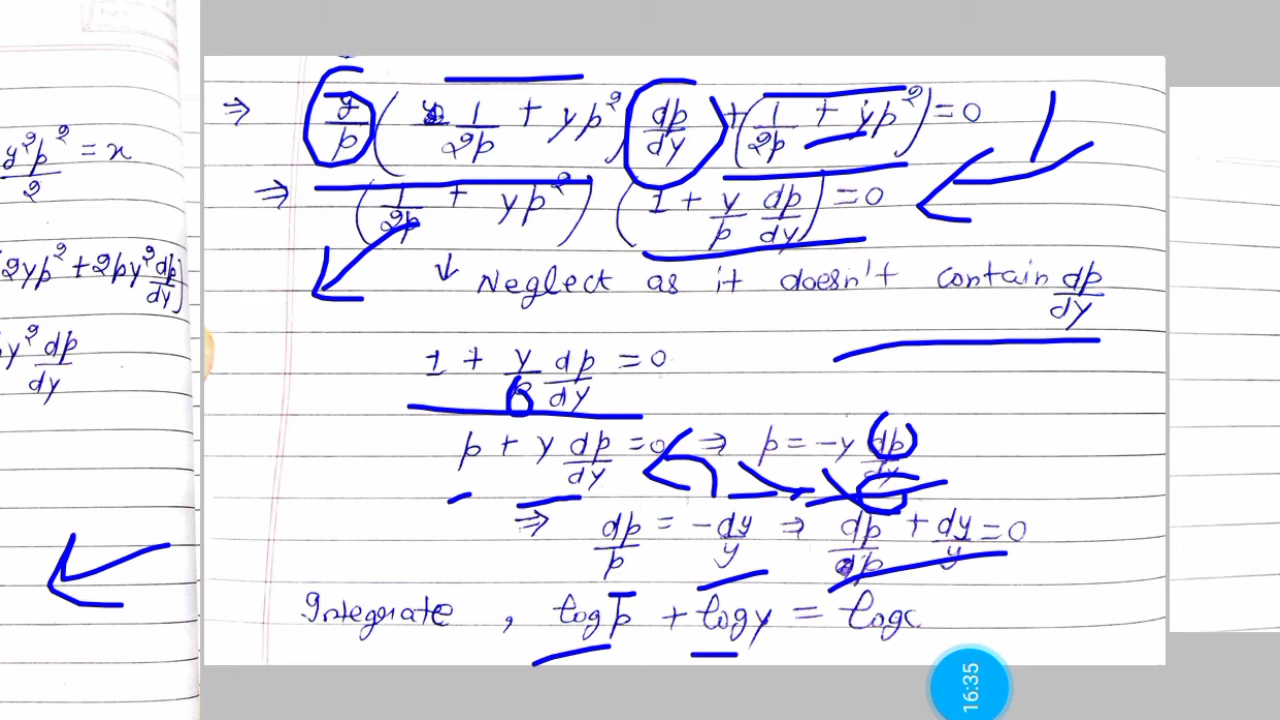 y²p²/2 = x
2yp² + 2py² dp/dy)
y² dp/dy
⇒ y/p ( 1/2p + yp² ) dp/dy + ( 1/2p + yp² ) = 0
⇒ ( 1/2p + yp² ) ( 1 + y/p dp/dy ) = 0
↓ Neglect as it doesn't contain dp/dy
1 + y/p dp/dy = 0
p + y dp/dy = 0 ⇒ p = -y dp/dy
⇒ dp/p = -dy/y ⇒ dp/p + dy/y = 0
Integrate , log p + log y = log c
16:35